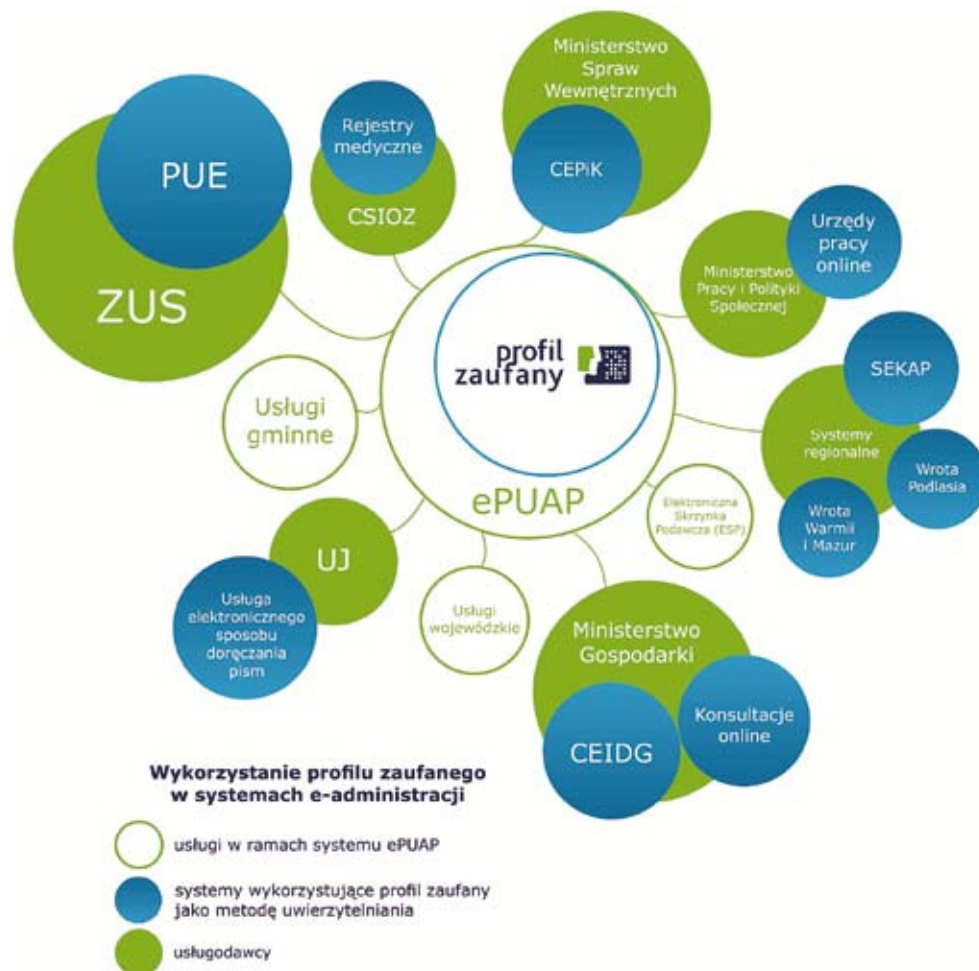 Ministerstwo
Spraw
Wewnętrznych
CEPiK
Rejestry
medyczne
CSIOZ
PUE
ZUS
Urzędy
pracy
online
Ministerstwo
Pracy i Polityki
Społecznej
profil
zaufany
ePUAP
SEKAP
Systemy
regionalne
Wrota
Podlasia
Wrota
Warmii
i Mazur
Usługi
gminne
Elektroniczna
Skrzynka
Podawcza (ESP)
UJ
Usługa
elektronicznego
sposobu
doręczania
pism
Usługi
wojewódzkie
Ministerstwo
Gospodarki
CEIDG
Konsultacje
online
Wykorzystanie profilu zaufanego
w systemach e-administracji
usługi w ramach systemu ePUAP
systemy wykorzystujące profil zaufany
jako metodę uwierzytelniania
usługodawcy